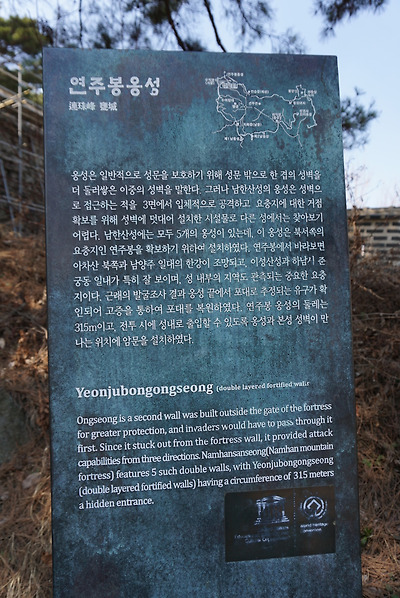 연주봉옹성
連珠峰 甕城
옹성은 일반적으로 성문을 보호하기 위해 성문 밖으로 한 겹의 성벽을
더 둘러쌓은 이중의 성벽을 말한다. 그러나 남한산성의 옹성은 성벽으
로 접근하는 적을 3면에서 입체적으로 공격하고 요충지에 대한 거점
확보를 위해 성벽에 덧대어 설치한 시설물로 다른 성에서는 찾아보기
어렵다. 남한산성에는 모두 5개의 옹성이 있는데, 이 옹성은 북서쪽의
요충지인 연주봉을 확보하기 위하여 설치하였다. 연주봉에서 바라보면
아차산 북쪽과 남양주 일대의 한강이 조망되고, 이성산성과 하남시 춘
궁동 일대가 특히 잘 보이며, 성 내부의 지역도 관측되는 중요한 요충
지이다. 근래의 발굴조사 결과 옹성 끝에서 포대로 추정되는 유구가 확
인되어 고증을 통하여 포대를 복원하였다. 연주봉 옹성의 둘레는
315m이고, 전투 시에 성내로 출입할 수 있도록 옹성과 본성 성벽이 만
나는 위치에 암문을 설치하였다.
Yeonjubongongseong (double layered fortified wall)
Ongseong is a second wall was built outside the gate of the fortress
for greater protection, and invaders would have to pass through it
first. Since it stuck out from the fortress wall, it provided attack
capabilities from three directions. Namhansanseong(Namhan mountain
fortress) features 5 such double walls, with Yeonjubongongseong
(double layered fortified walls) having a circumference of 315 meters
a hidden entrance.